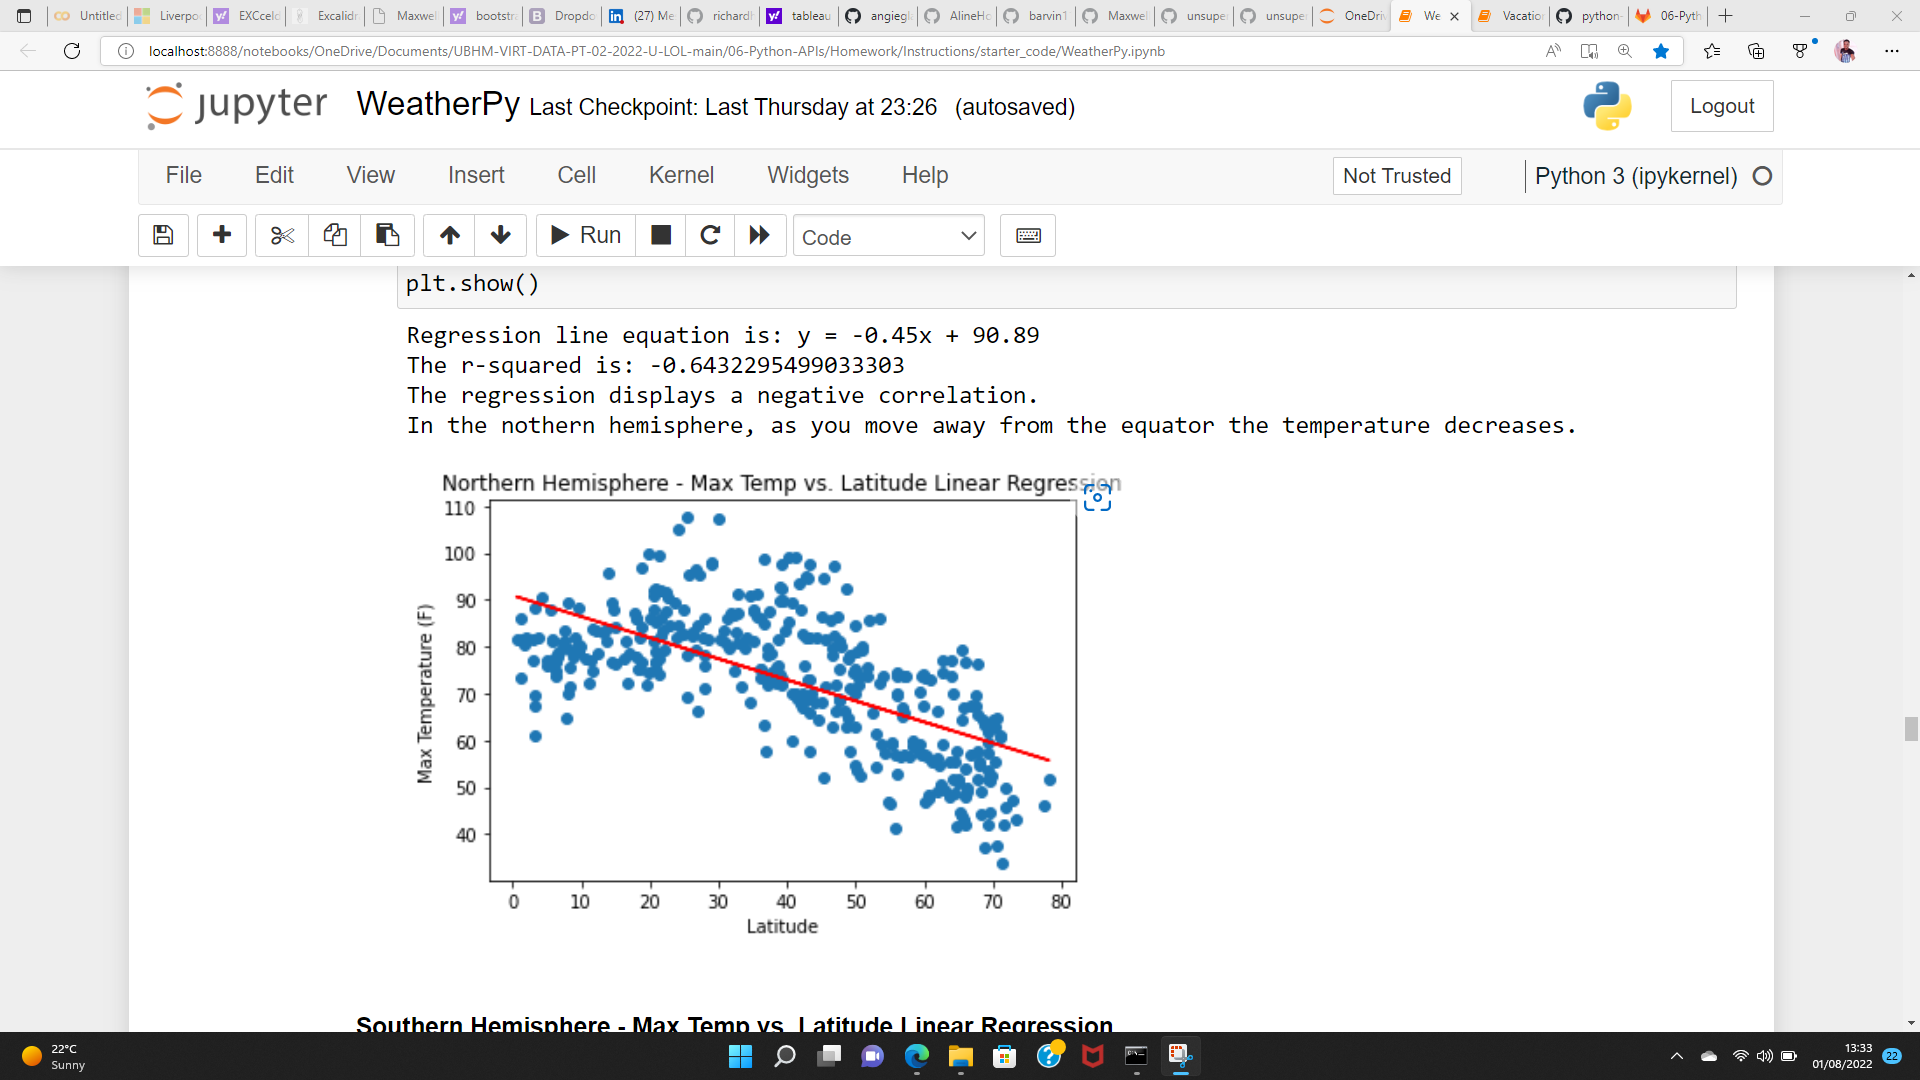 Untitled Liverpo EXCceld Excalidr Maxwel bootstra Dropdo (27) Me richardl tableau angiegl AlineHo barvin1 Maxwel unsuper unsuper OneDriv We Vacatio python- 06-Pyth
localhost:8888/notebooks/OneDrive/Documents/UBHM-VIRT-DATA-PT-02-2022-U-LOL-main/06-Python-APIs/Homework/Instructions/starter_code/WeatherPy.ipynb
jupyter WeatherPy Last Checkpoint: Last Thursday at 23:26 (autosaved)
Logout
File Edit View Insert Cell Kernel Widgets Help
Not Trusted
Python 3 (ipykernel)
Run
Code
plt.show()
Regression line equation is: y = -0.45x + 90.89
The r-squared is: -0.6432295499033303
The regression displays a negative correlation.
In the nothern hemisphere, as you move away from the equator the temperature decreases.
Northern Hemisphere - Max Temp vs. Latitude Linear Regression
110
100
90
80
70
60
50
40
Max Temperature (F)
0 10 20 30 40 50 60 70 80
Latitude
Southern Hemisphere - Max Temp vs. Latitude Linear Regression
22°C
Sunny
13:33
01/08/2022
22